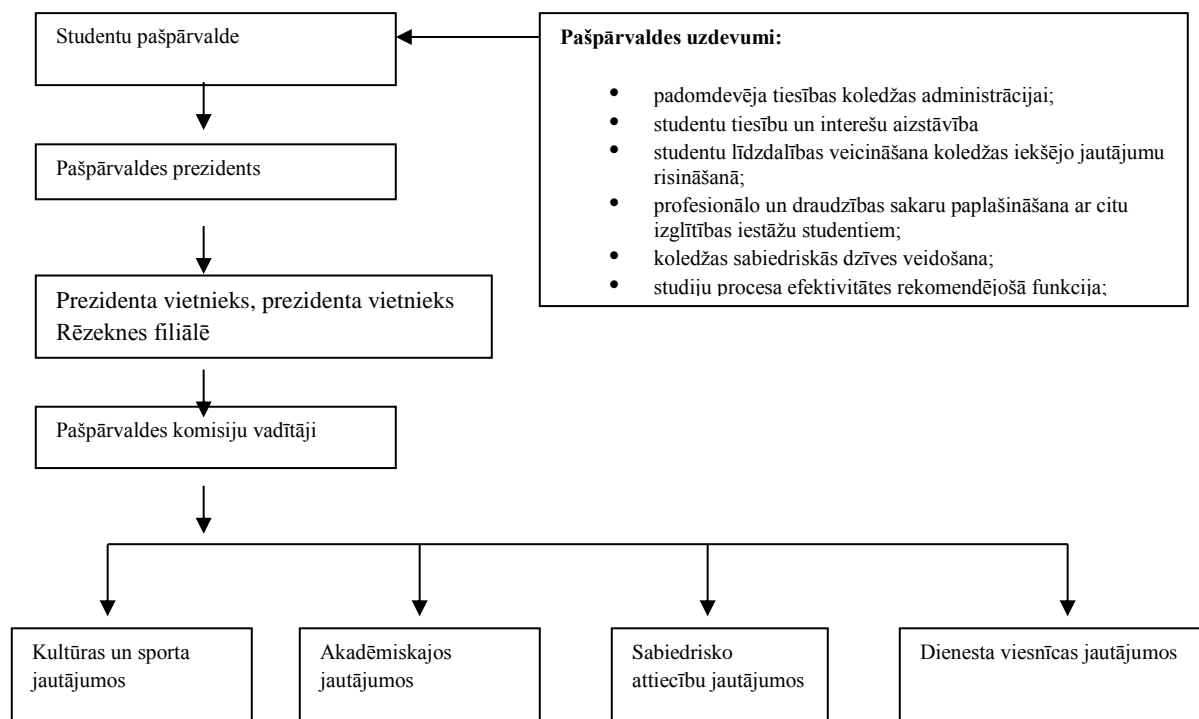 Studentu pašpārvalde
Pašpārvaldes uzdevumi:
• padomdevēja tiesības koledžas administrācijai;
• studentu tiesību un interešu aizstāvība
• studentu līdzdalības veicināšana koledžas iekšējo jautājumu
risināšanā;
• profesionālo un draudzības sakaru paplašināšana ar citu
izglītības iestāžu studentiem;
• koledžas sabiedriskās dzīves veidošana;
• studiju procesa efektivitātes rekomendējošā funkcija;
Pašpārvaldes prezidents
Prezidenta vietnieks, prezidenta vietnieks
Rēzeknes filiālē
Pašpārvaldes komisiju vadītāji
Kultūras un sporta
jautājumos
Akadēmiskajos
jautājumos
Sabiedrisko
attiecību jautājumos
Dienesta viesnīcas jautājumos